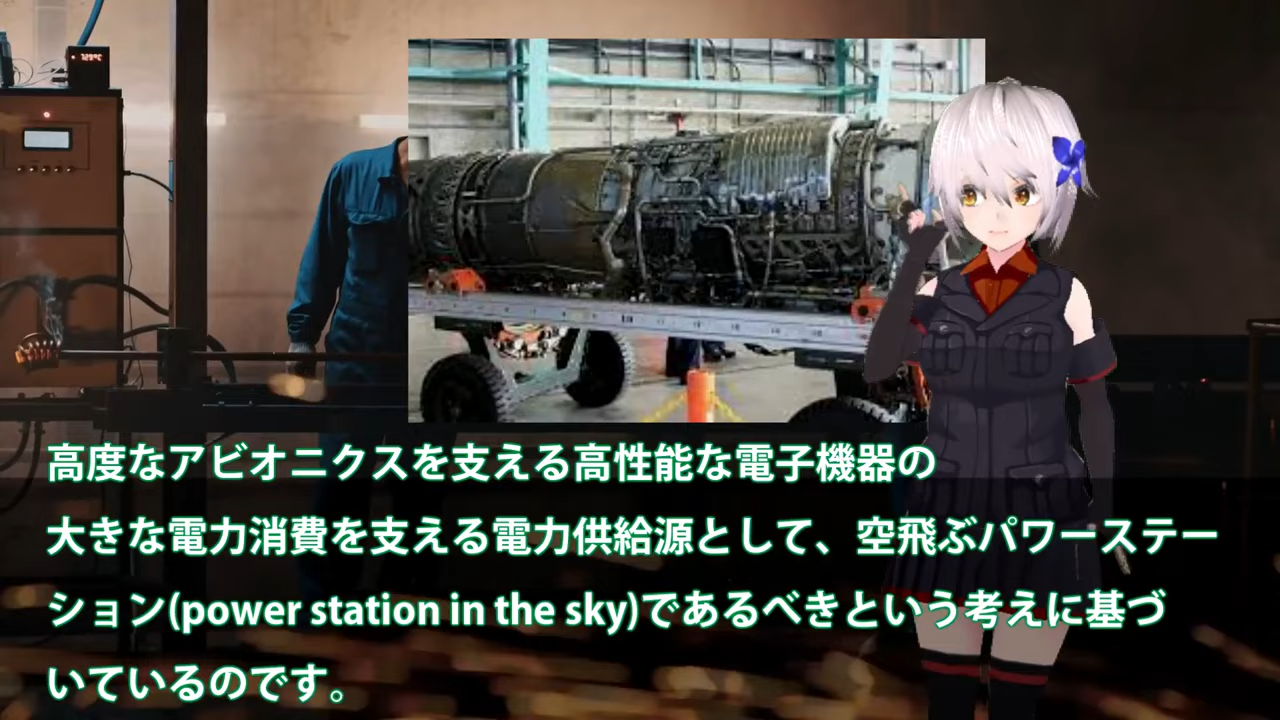 高度なアビオニクスを支える高性能な電子機器の
大きな電力消費を支える電力供給源として、空飛ぶパワーステー
ション(power station in the sky)であるべきという考えに基づ
いているのです。